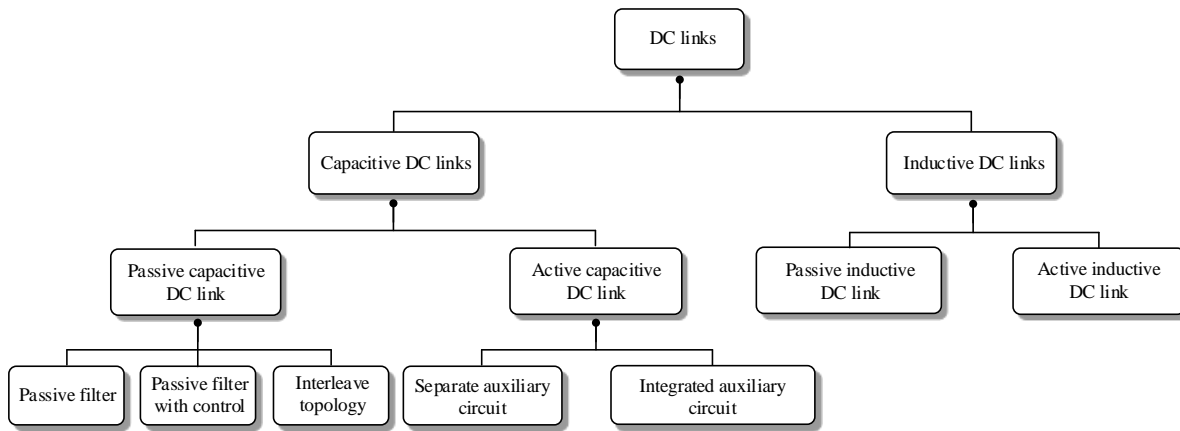 DC links
Capacitive DC links
Inductive DC links
Passive capacitive
DC link
Active capacitive
DC link
Passive inductive
DC link
Active inductive
DC link
Passive filter
Passive filter
with control
Interleave
topology
Separate auxiliary
circuit
Integrated auxiliary
circuit